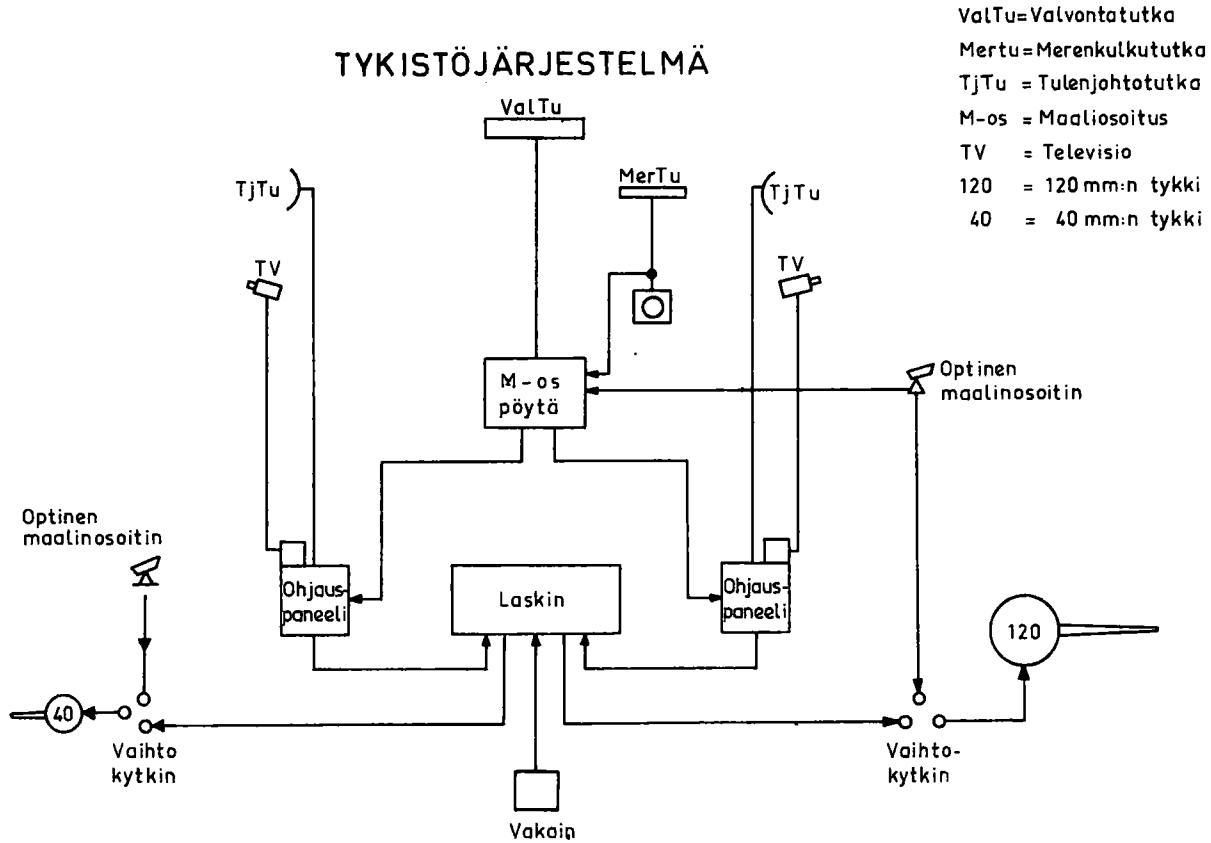 TYKISTÖJÄRJESTELMÄ
ValTu=Valvontatutka
Mertu=Merenkulkututka
TjTu = Tulenjohtotutka
M-os = Maaliosoitus
TV = Televisio
120 = 120 mm:n tykki
40 = 40 mm:n tykki
ValTu
TjTu
MerTu
TjTu
TV
TV
M-os
pöytä
Optinen
maalinosoitin
Optinen
maalinosoitin
Ohjaus-
paneeli
Laskin
Ohjaus-
paneeli
120
40
Vaihto
kytkin
Vaihto-
kytkin
Vakain